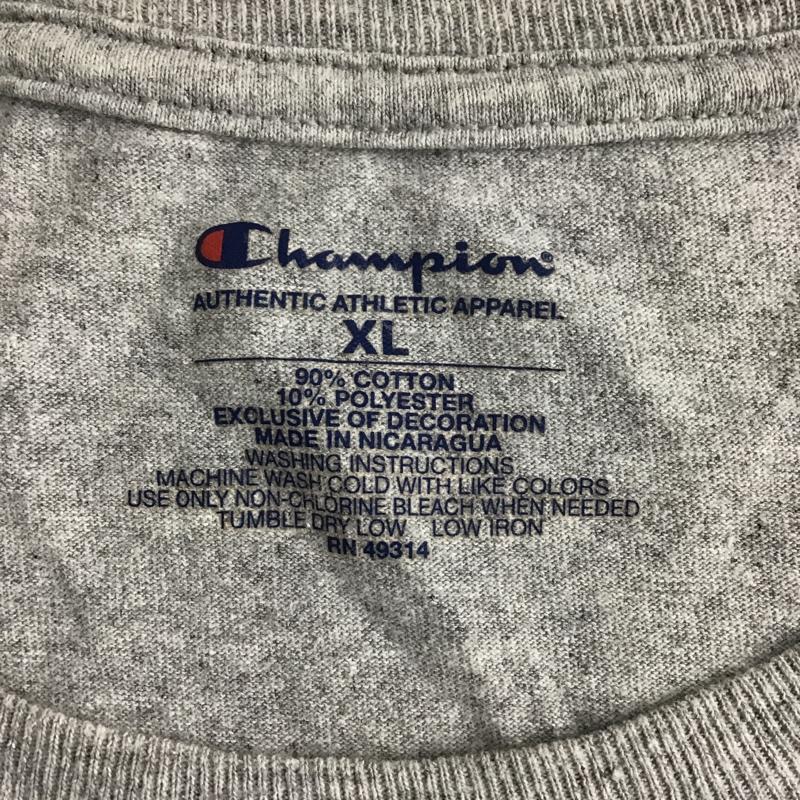 Champion®
AUTHENTIC ATHLETIC APPAREL
XL
90% COTTON
10% POLYESTER
EXCLUSIVE OF DECORATION
MADE IN NICARAGUA
WASHING INSTRUCTIONS
MACHINE WASH COLD WITH LIKE COLORS
USE ONLY NON-CHLORINE BLEACH WHEN NEEDED
TUMBLE DRY LOW LOW IRON
RN 49314